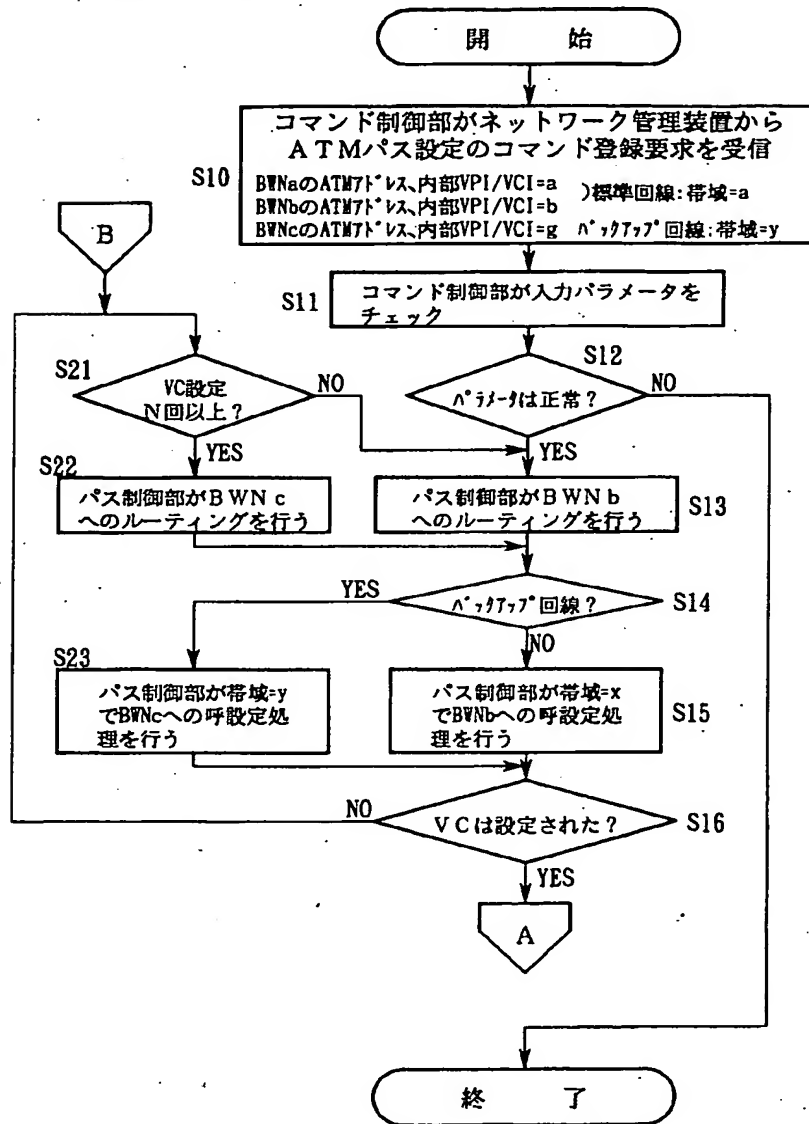 開 始
コマンド制御部がネットワーク管理装置から
ATMパス設定のコマンド登録要求を受信
S10
BWNaのATMアドレス、内部VPI/VCI=a
BWNbのATMアドレス、内部VPI/VCI=b
)標準回線:帯域=a
BWNcのATMアドレス、内部VPI/VCI=g バックアップ回線:帯域=y
B
S11
コマンド制御部が入力パラメータを
チェック
S12
S21
VC設定
N回以上?
NO
パラメータは正常?
NO
YES
YES
S22
パス制御部がBWNc
へのルーティングを行う
パス制御部がBWNb
へのルーティングを行う
S13
YES
バックアップ回線?
S14
NO
S23
パス制御部が帯域=y
でBWNcへの呼設定処
理を行う
パス制御部が帯域=x
でBWNbへの呼設定処
理を行う
S15
NO
VCは設定された?
S16
YES
A
終 了